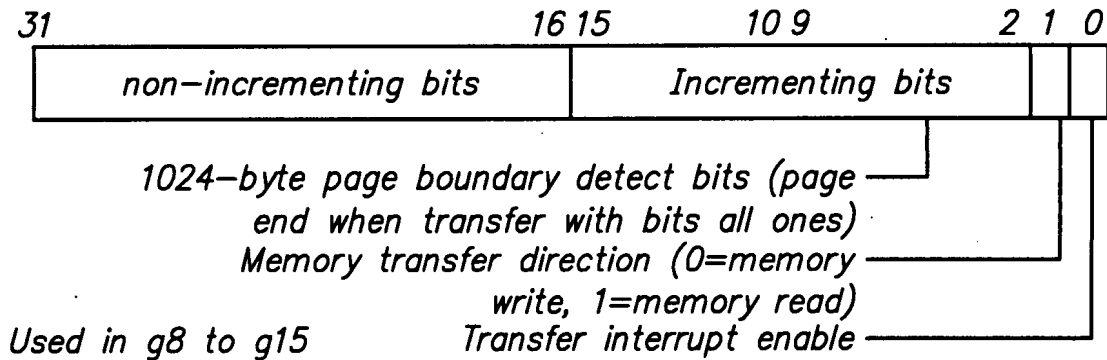 31 16 15 10 9 2 1 0
non-incrementing bits Incrementing bits
1024-byte page boundary detect bits (page
end when transfer with bits all ones)
Memory transfer direction (0=memory
write, 1=memory read)
Used in g8 to g15 Transfer interrupt enable